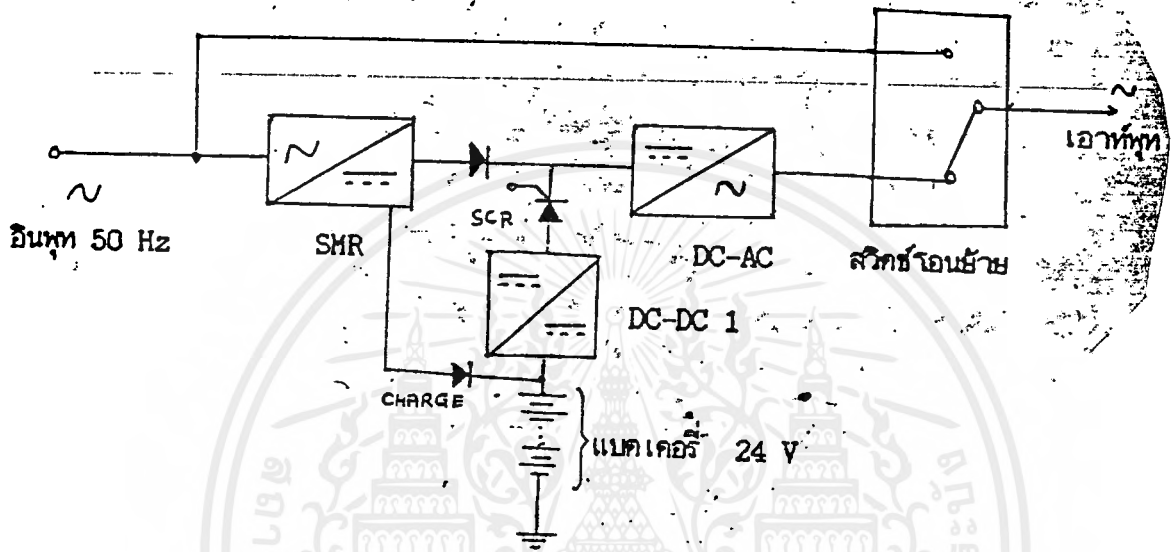 เอาท์พุท
อินพุท 50 Hz
SMR
SCR
DC-AC
สวิตช์โอนย้าย
DC-DC 1
CHARGE
แบตเตอรี่ 24 V